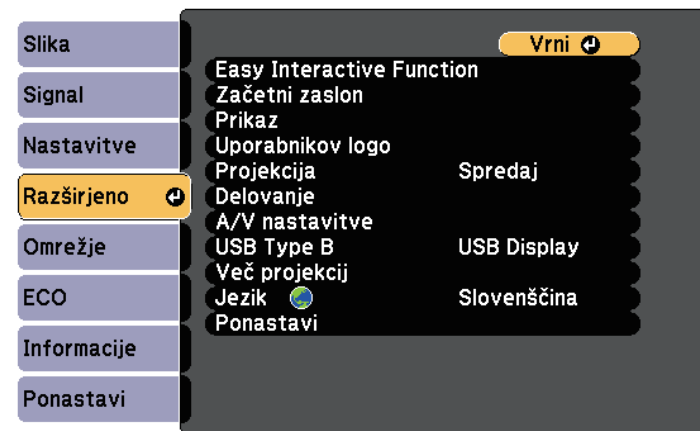 Slika
Signal
Nastavitve
Razširjeno
Omrežje
ECO
Informacije
Ponastavi
Vrni
Easy Interactive Function
Začetni zaslon
Prikaz
Uporabnikov logo
Projekcija Spredaj
Delovanje
A/V nastavitve
USB Type B USB Display
Več projekcij
Jezik Slovenščina
Ponastavi